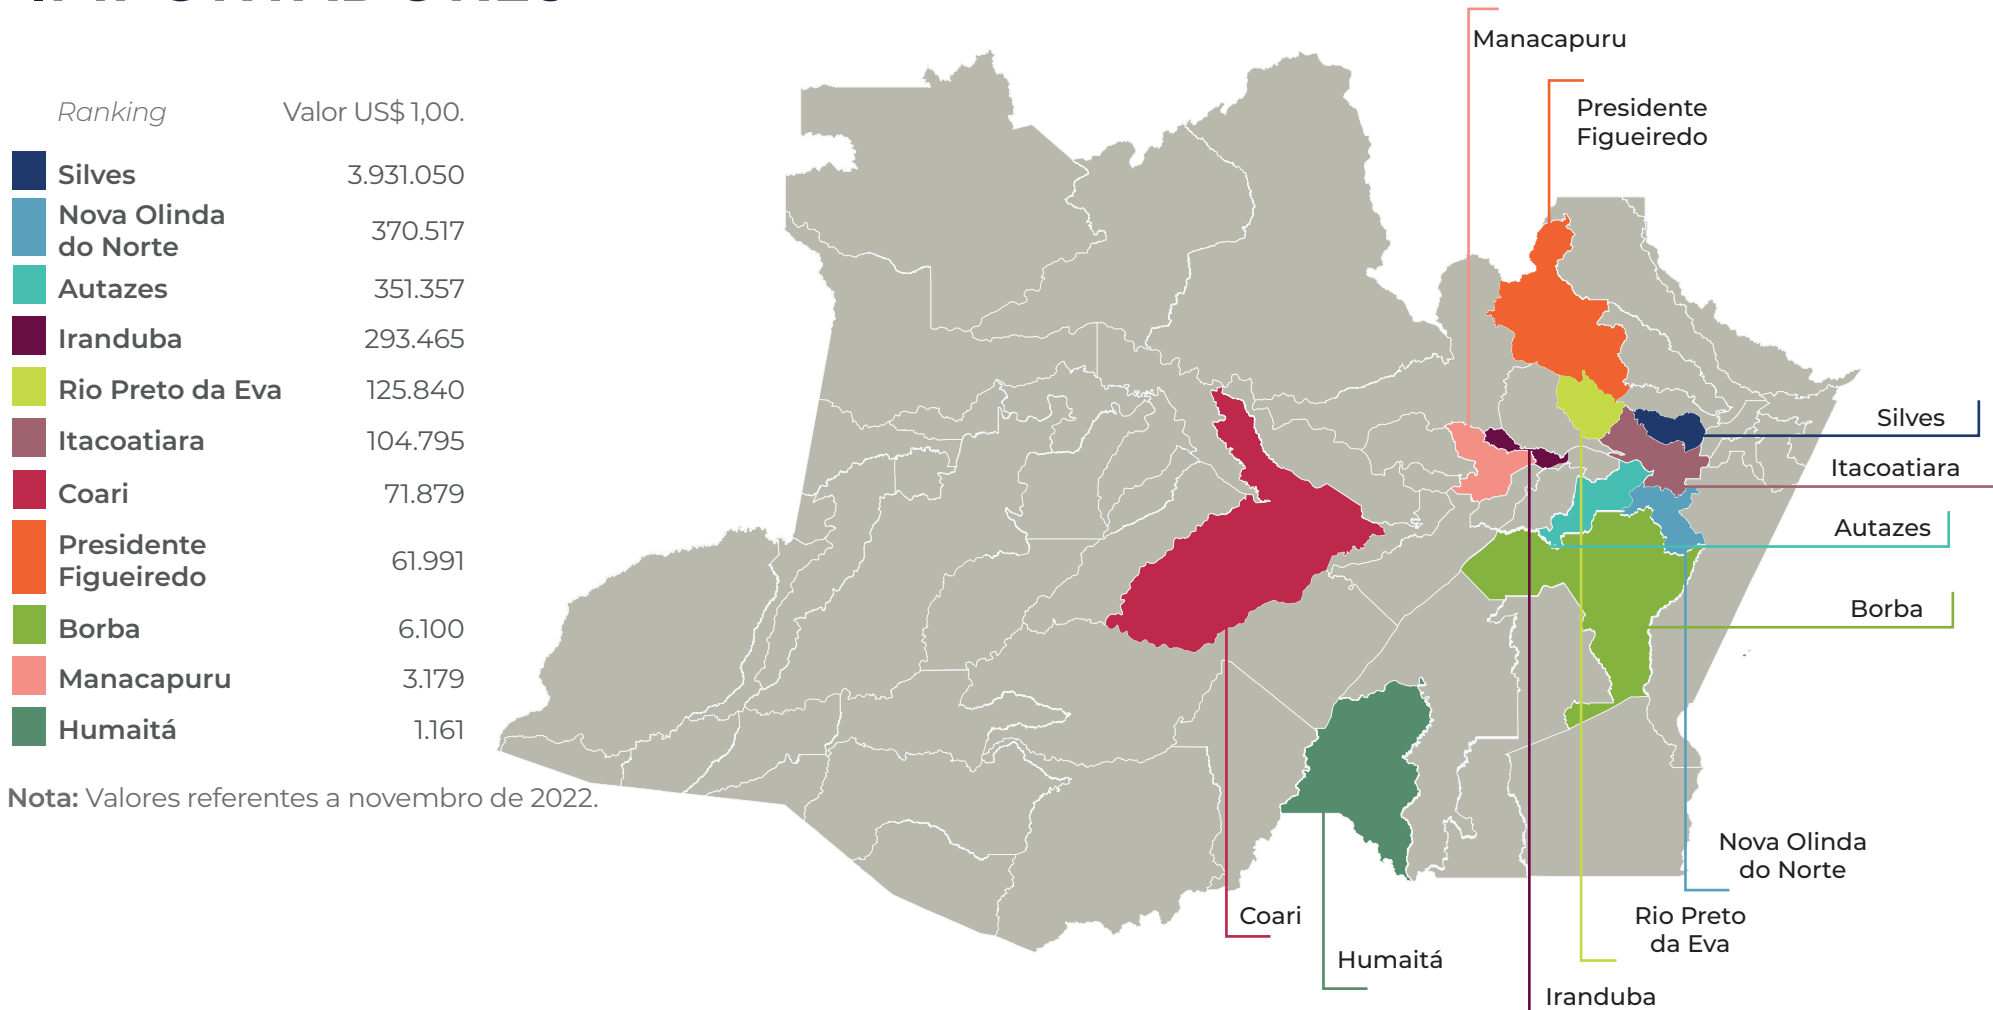 Ranking Valor US$ 1,00.
Silves 3.931.050
Nova Olinda
do Norte 370.517
Autazes 351.357
Iranduba 293.465
Rio Preto da Eva 125.840
Itacoatiara 104.795
Coari 71.879
Presidente
Figueiredo 61.991
Borba 6.100
Manacapuru 3.179
Humaitá 1.161
Nota: Valores referentes a novembro de 2022.
Manacapuru
Presidente
Figueiredo
Silves
Itacoatiara
Autazes
Borba
Nova Olinda
do Norte
Rio Preto
da Eva
Coari
Humaitá
Iranduba